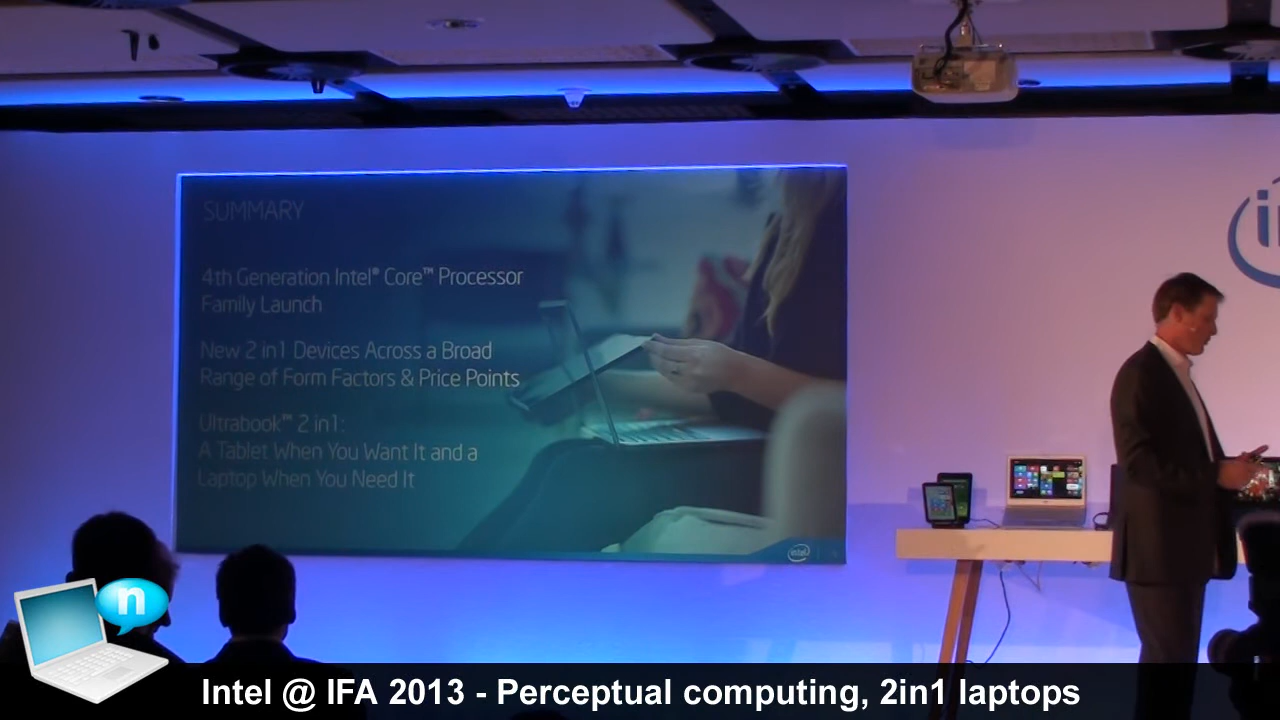 SUMMARY
4th Generation Intel® Core™ Processor
Family Launch
New 2 in1 Devices Across a Broad
Range of Form Factors & Price Points
Ultrabook™ 2 in1:
A Tablet When You Want It and a
Laptop When You Need It
intel
n
Intel @ IFA 2013 - Perceptual computing, 2in1 laptops